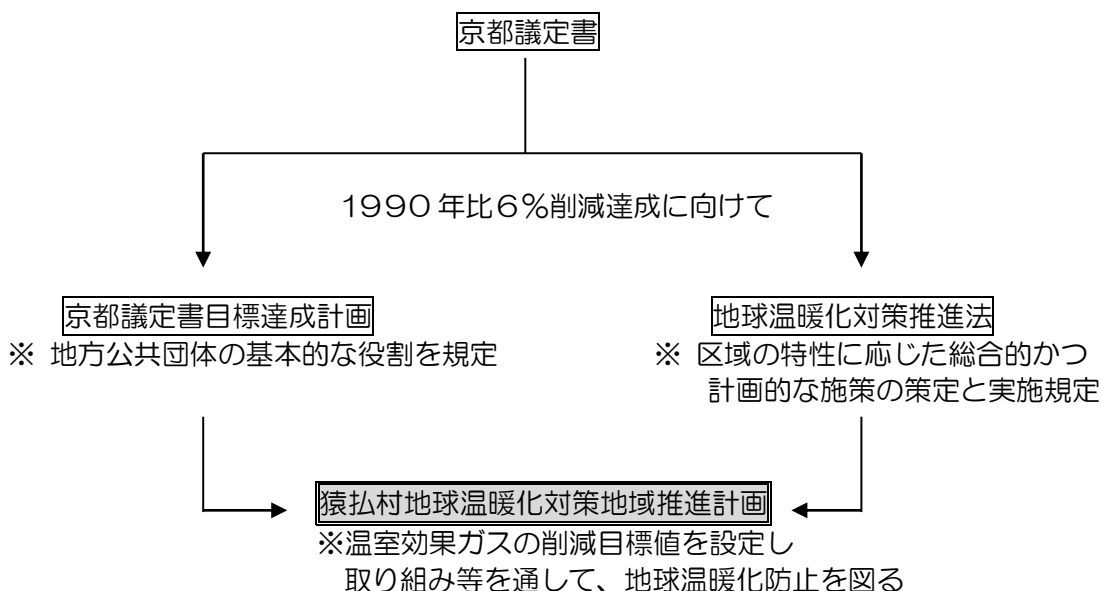 京都議定書
1990年比6%削減達成に向けて
京都議定書目標達成計画
※ 地方公共団体の基本的な役割を規定
地球温暖化対策推進法
※ 区域の特性に応じた総合的かつ
計画的な施策の策定と実施規定
猿払村地球温暖化対策地域推進計画
※温室効果ガスの削減目標値を設定し
取り組み等を通して、地球温暖化防止を図る